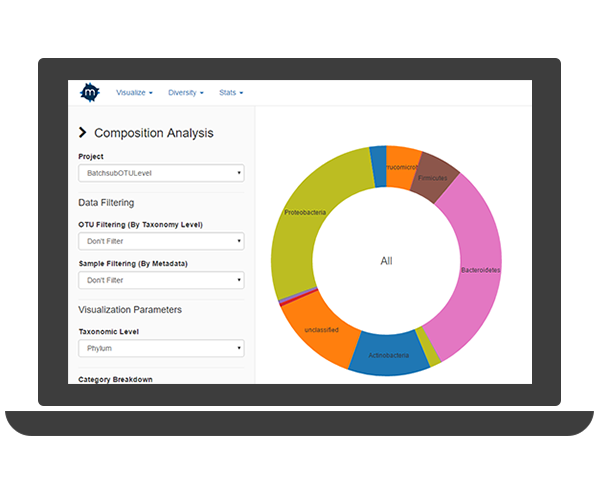 m
Visualize Diversity Stats
Composition Analysis
Project
BatchsubOTULevel
Data Filtering
OTU Filtering (By Taxonomy Level)
Don't Filter
Sample Filtering (By Metadata)
Don't Filter
Visualization Parameters
Taxonomic Level
Phylum
Category Breakdown
Firmicutes
Proteobacteria
All
Bacteroidetes
unclassified
Actinobacteria